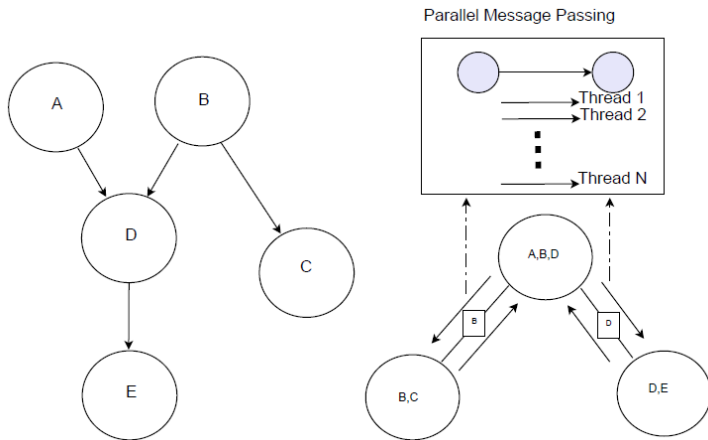 Parallel Message Passing
A
B
Thread 1
Thread 2
Thread N
D
C
A,B,D
B
D
E
B,C
D,E